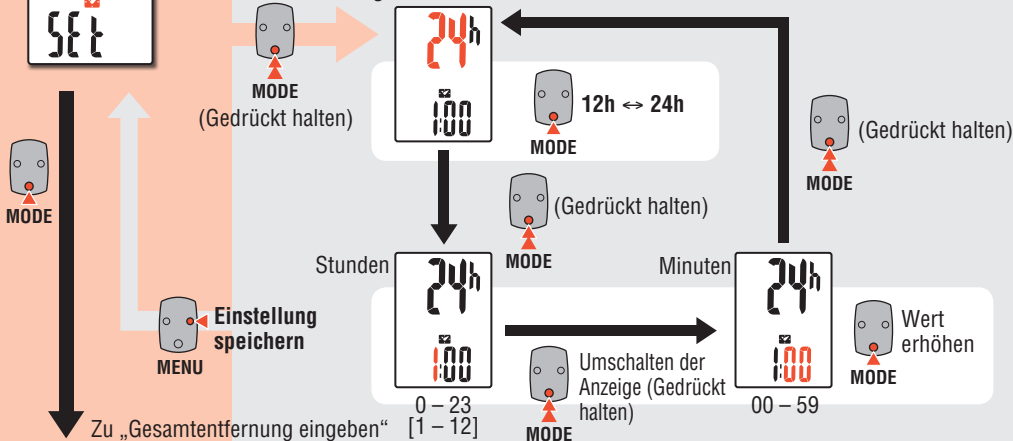 SEt
MODE
(Gedrückt halten)
24h
1:00
12h ↔ 24h
MODE
(Gedrückt halten)
MODE
(Gedrückt halten)
MODE
MODE
Stunden
24h
1:00
0 – 23
[1 – 12]
Umschalten der
Anzeige (Gedrückt
halten)
MODE
Minuten
24h
1:00
00 – 59
Wert
erhöhen
MODE
Einstellung
speichern
MENU
Zu „Gesamtentfernung eingeben“